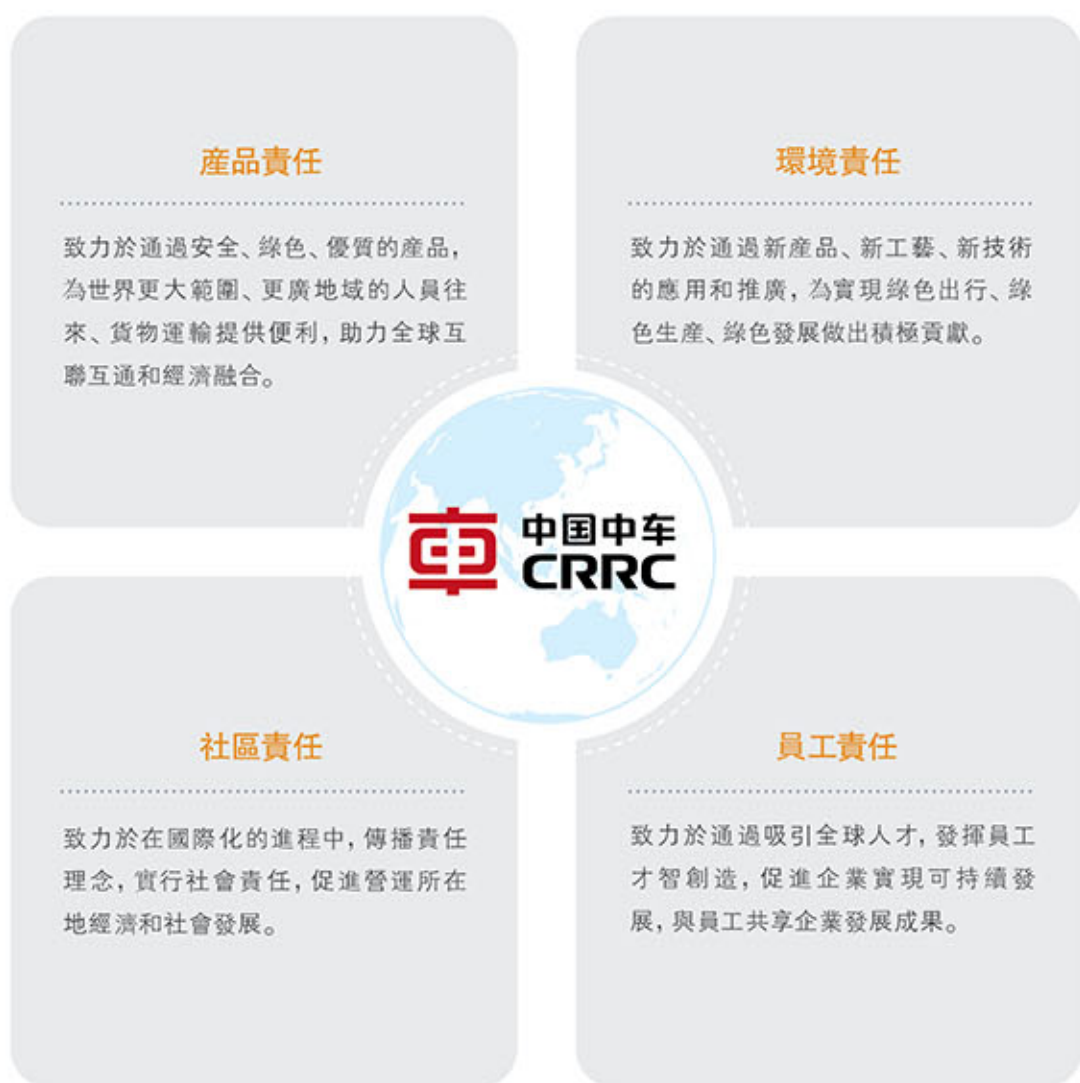 産品責任
致力於通過安全、綠色、優質的産品，
為世界更大範圍、更廣地域的人員往
來、貨物運輸提供便利，助力全球互
聯互通和經濟融合。
環境責任
致力於通過新産品、新工藝、新技術
的應用和推廣，為實現綠色出行、綠
色生産、綠色發展做出積極貢獻。
中国中车
CRRC
社區責任
致力於在國際化的進程中，傳播責任
理念，實行社會責任，促進營運所在
地經濟和社會發展。
員工責任
致力於通過吸引全球人才，發揮員工
才智創造，促進企業實現可持續發
展，與員工共享企業發展成果。